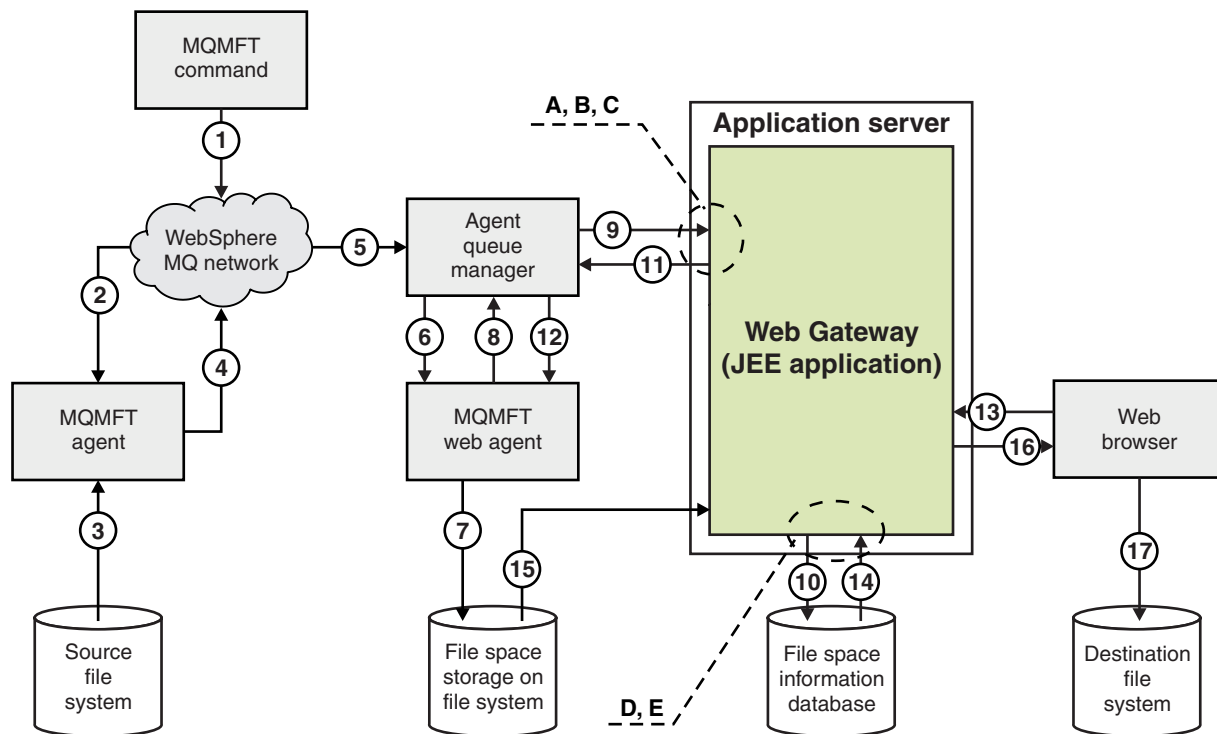 MQMFT
command
1
A, B, C
Application server
WebSphere
MQ network
2
4
5
Agent
queue
manager
9
11
6
8
12
Web Gateway
(JEE application)
MQMFT
agent
MQMFT
web agent
13
16
Web
browser
3
7
15
10
14
17
Source
file
system
File space
storage on
file system
D, E
File space
information
database
Destination
file
system